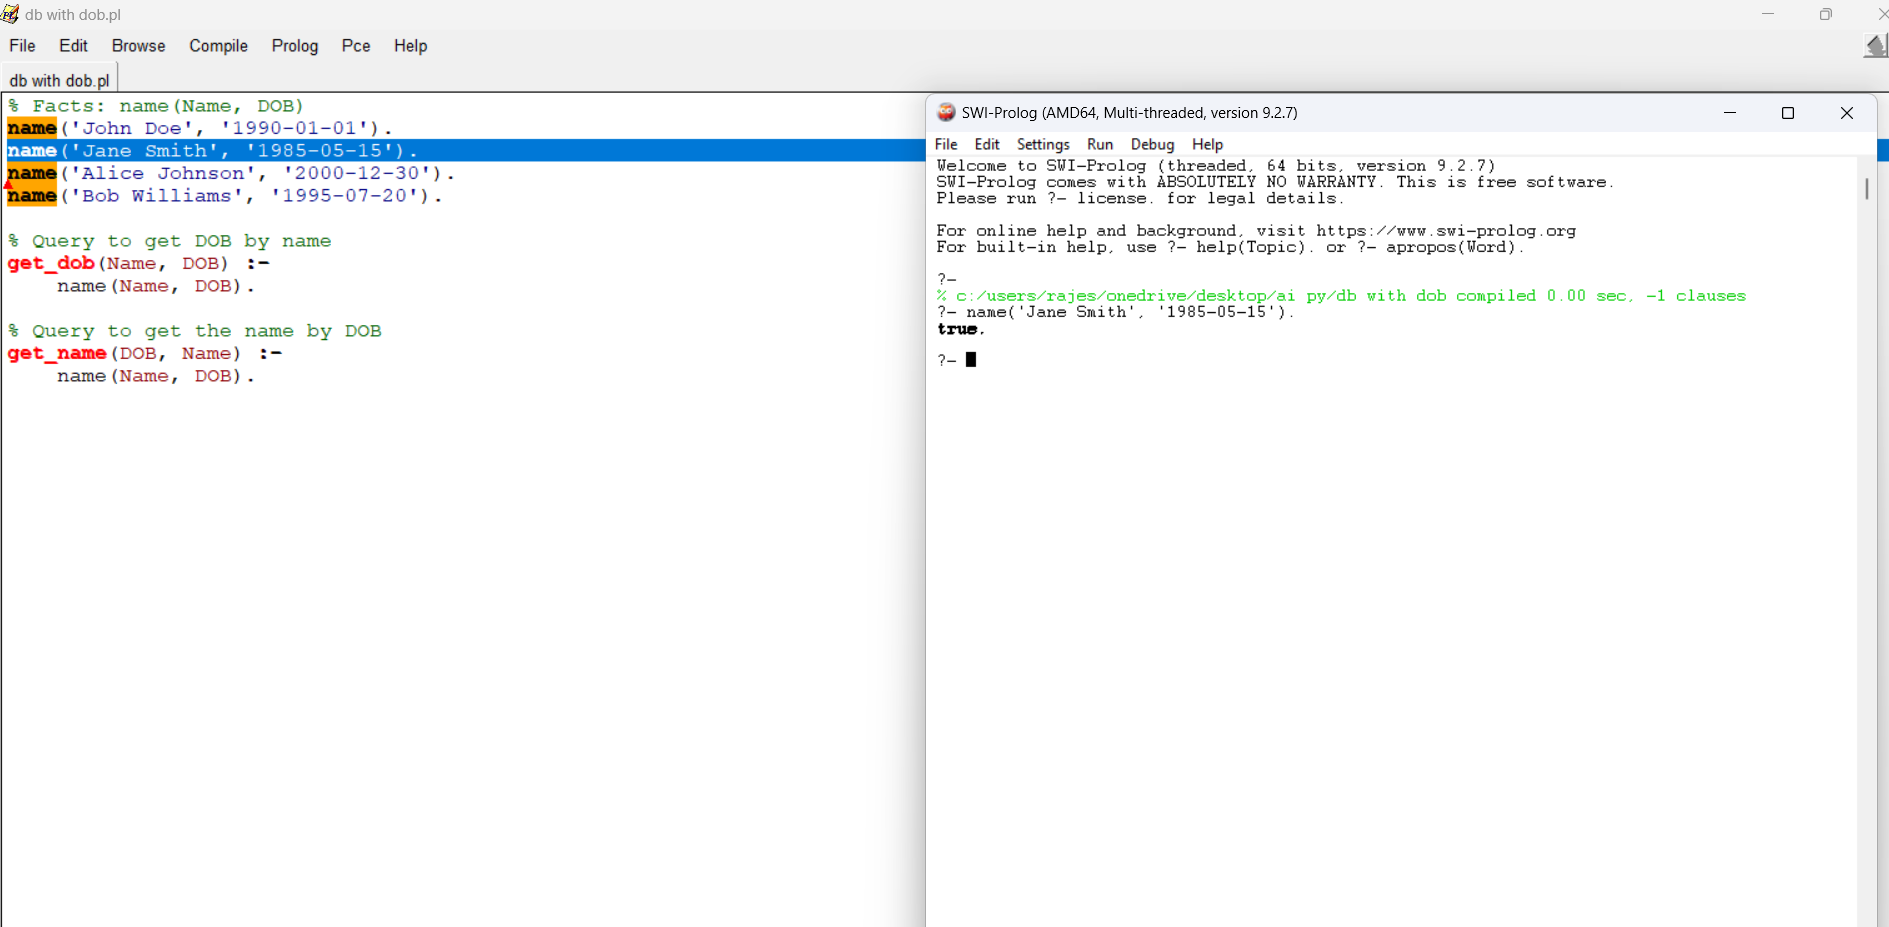 db with dob.pl
File Edit Browse Compile Prolog Pce Help
db with dob.pl
% Facts: name(Name, DOB)
name('John Doe', '1990-01-01').
name('Jane Smith', '1985-05-15').
name('Alice Johnson', '2000-12-30').
name('Bob Williams', '1995-07-20').
% Query to get DOB by name
get_dob(Name, DOB) :-
    name(Name, DOB).
% Query to get the name by DOB
get_name(DOB, Name) :-
    name(Name, DOB).
SWI-Prolog (AMD64, Multi-threaded, version 9.2.7)
File Edit Settings Run Debug Help
Welcome to SWI-Prolog (threaded, 64 bits, version 9.2.7)
SWI-Prolog comes with ABSOLUTELY NO WARRANTY. This is free software.
Please run ?- license. for legal details.
For online help and background, visit https://www.swi-prolog.org
For built-in help, use ?- help(Topic). or ?- apropos(Word).
?-
% c:/users/rajes/onedrive/desktop/ai py/db with dob compiled 0.00 sec, -1 clauses
?- name('Jane Smith', '1985-05-15').
true.
?-